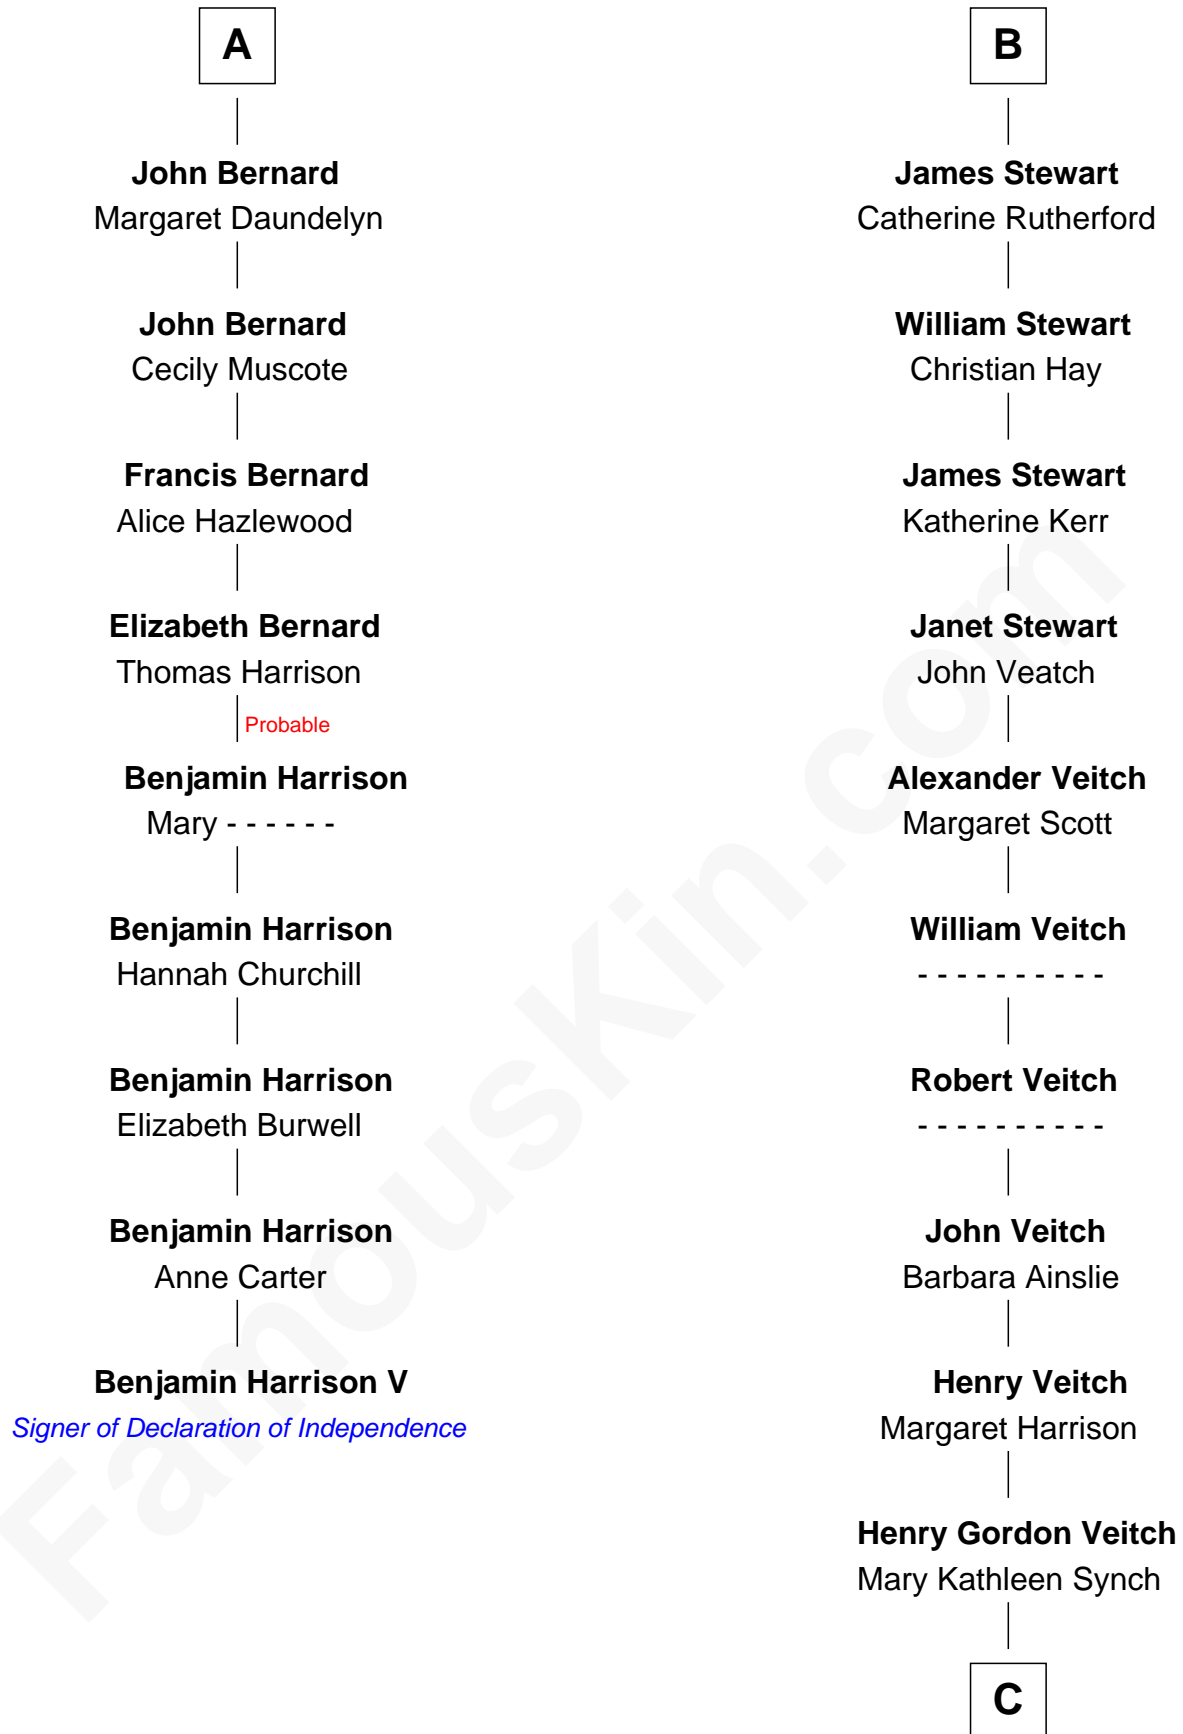 A
John Bernard
Margaret Daundelyn
John Bernard
Cecily Muscote
Francis Bernard
Alice Hazlewood
Elizabeth Bernard
Thomas Harrison
Probable
Benjamin Harrison
Mary - - - - - -
Benjamin Harrison
Hannah Churchill
Benjamin Harrison
Elizabeth Burwell
Benjamin Harrison
Anne Carter
Benjamin Harrison V
Signer of Declaration of Independence
B
James Stewart
Catherine Rutherford
William Stewart
Christian Hay
James Stewart
Katherine Kerr
Janet Stewart
John Veatch
Alexander Veitch
Margaret Scott
William Veitch
- - - - - - - - - -
Robert Veitch
- - - - - - - - - -
John Veitch
Barbara Ainslie
Henry Veitch
Margaret Harrison
Henry Gordon Veitch
Mary Kathleen Synch
C
FamousKin.com